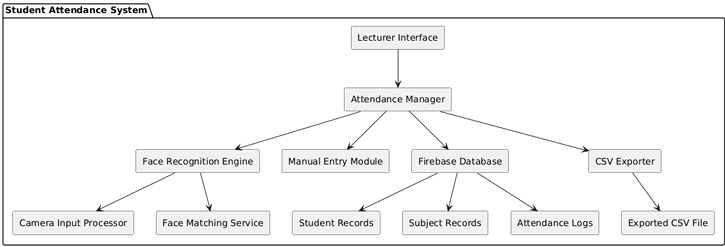 Student Attendance System
Lecturer Interface
Attendance Manager
Face Recognition Engine
Manual Entry Module
Firebase Database
CSV Exporter
Camera Input Processor
Face Matching Service
Student Records
Subject Records
Attendance Logs
Exported CSV File